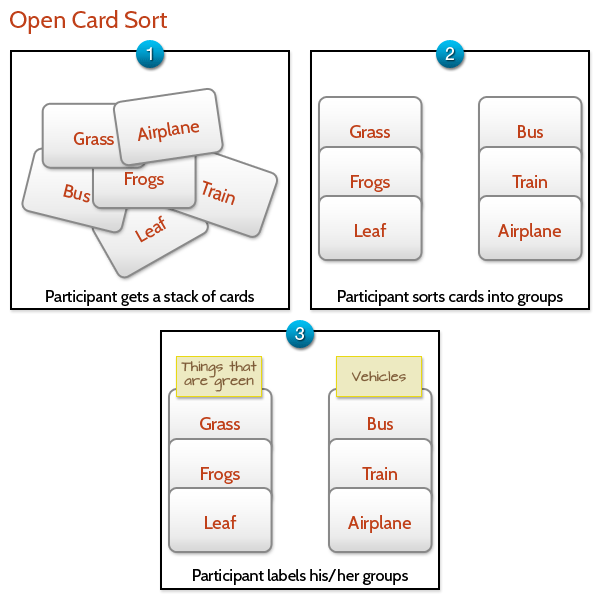 Open Card Sort
1
Grass
Airplane
Frogs
Bus
Train
Leaf
Participant gets a stack of cards
2
Grass
Bus
Frogs
Train
Leaf
Airplane
Participant sorts cards into groups
3
Things that
are green
Vehicles
Grass
Bus
Frogs
Train
Leaf
Airplane
Participant labels his/her groups